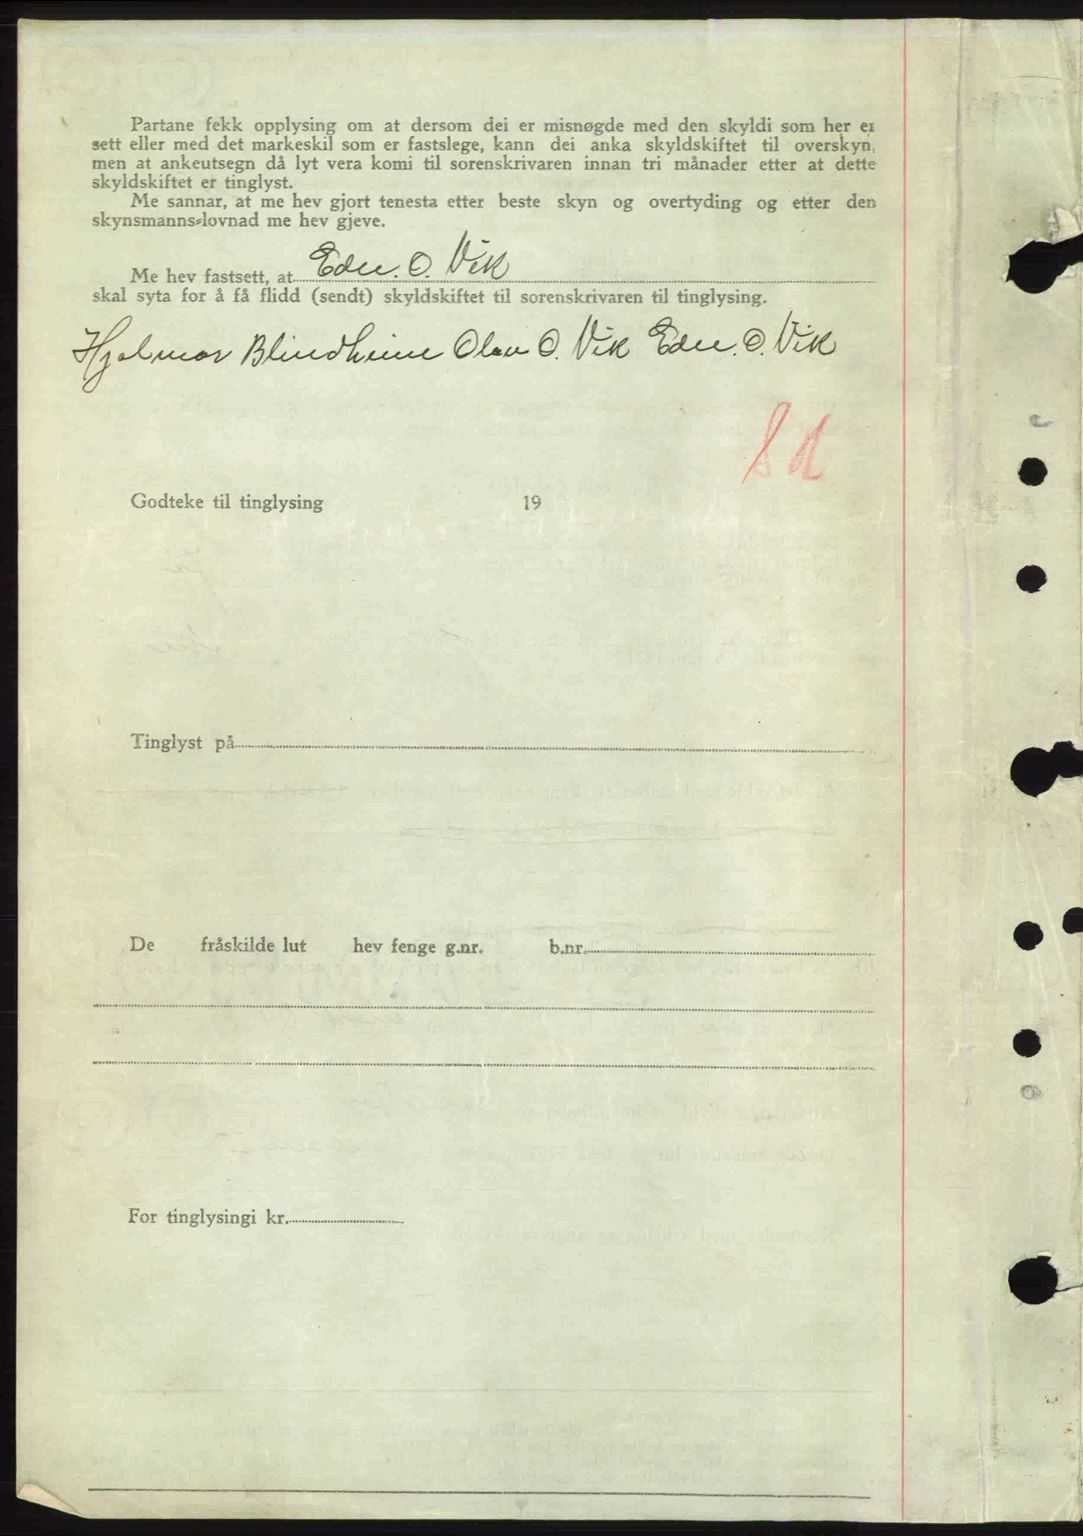 Partane fekk opplysing om at dersom dei er misnøgde med den skyldi som her er
sett eller med det markeskil som er fastslege, kann dei anka skyldskiftet til overskyn,
men at ankeutsegn då lyt vera komi til sorenskrivaren innan tri månader etter at dette
skyldskiftet er tinglyst.
Me sannar, at me hev gjort tenesta etter beste skyn og overtyding og etter den
skynsmanns-lovnad me hev gjeve.
Me hev fastsett, at O. Vik
skal syta for å få flidd (sendt) skyldskiftet til sorenskrivaren til tinglysing.
Hjalmar Blindheim Olav O. Vik O. Vik
Godteke til tinglysing 19
Tinglyst på
De fråskilde lut hev fenge g.nr. b.nr.
For tinglysingi kr.